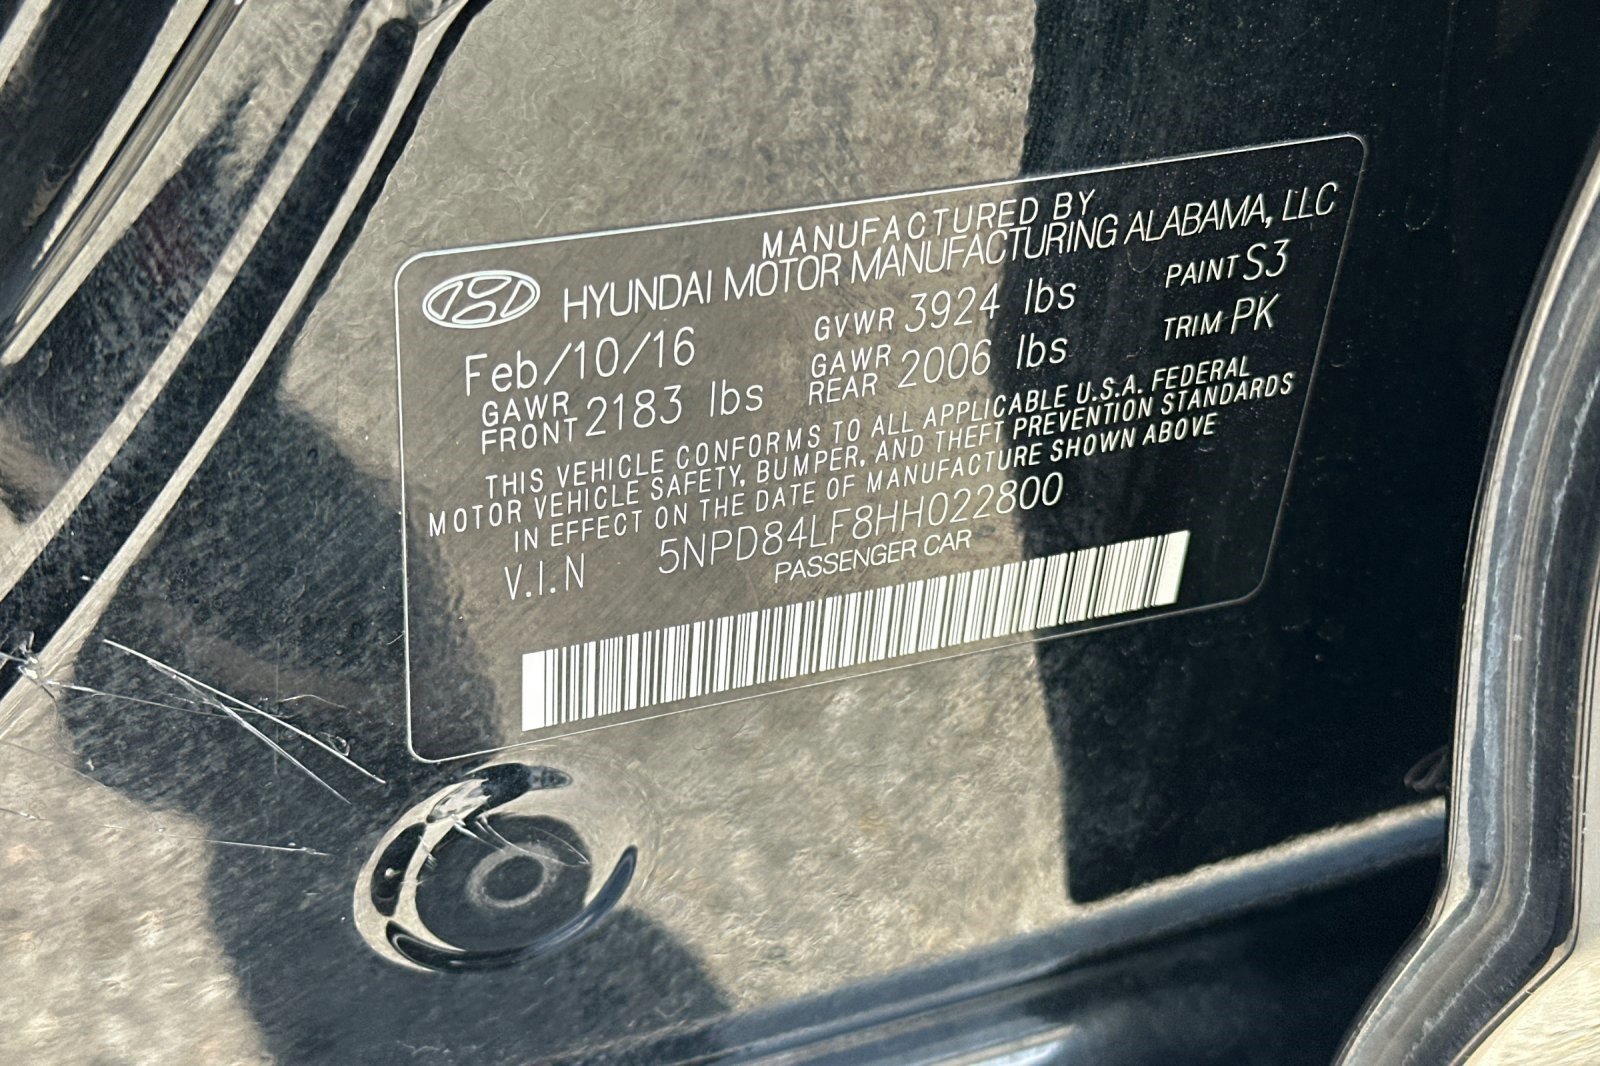 MANUFACTURED BY
HYUNDAI MOTOR MANUFACTURING ALABAMA, LLC
Feb/10/16 GVWR 3924 lbs PAINT S3
GAWR FRONT 2183 lbs GAWR REAR 2006 lbs TRIM PK
THIS VEHICLE CONFORMS TO ALL APPLICABLE U.S.A. FEDERAL
MOTOR VEHICLE SAFETY, BUMPER, AND THEFT PREVENTION STANDARDS
IN EFFECT ON THE DATE OF MANUFACTURE SHOWN ABOVE
V.I.N 5NPD84LF8HH022800
PASSENGER CAR